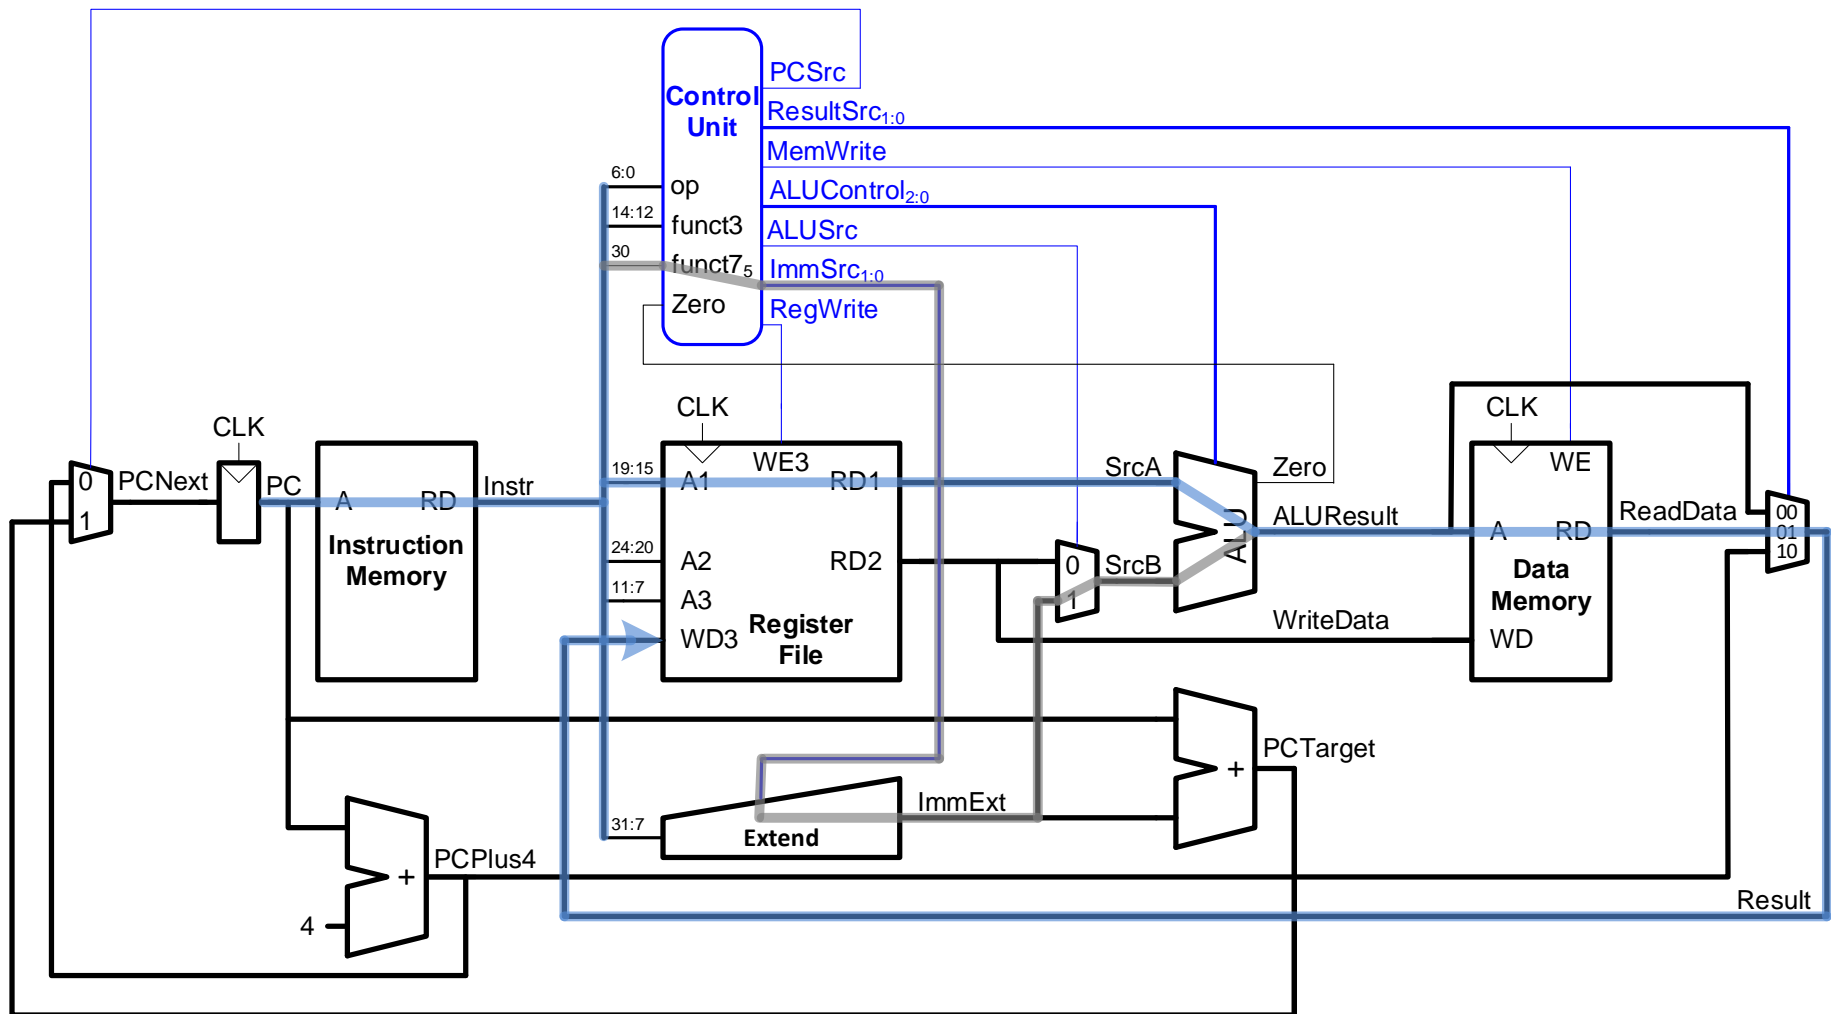 PCSrc
Control
Unit
ResultSrc1:0
MemWrite
6:0
op
ALUControl2:0
14:12
funct3
ALUSrc
30
funct75
ImmSrc1:0
Zero
RegWrite
CLK
CLK
CLK
0
PCNext
1
PC
A
RD
Instr
Instruction
Memory
19:15
A1
WE3
RD1
24:20
A2
RD2
11:7
A3
WD3
Register
File
0
1
SrcA
SrcB
ALU
Zero
ALUResult
WriteData
WE
A
RD
Data
Memory
WD
ReadData
00
01
10
+
PCTarget
31:7
Extend
ImmExt
+
PCPlus4
4
Result